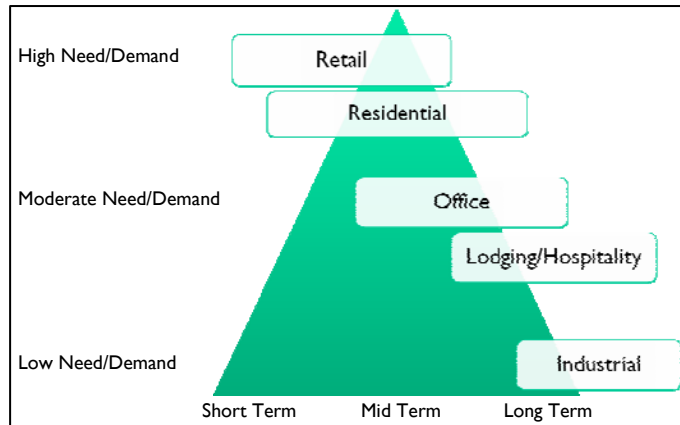 High Need/Demand
Retail
Residential
Moderate Need/Demand
Office
Lodging/Hospitality
Low Need/Demand
Industrial
Short Term
Mid Term
Long Term